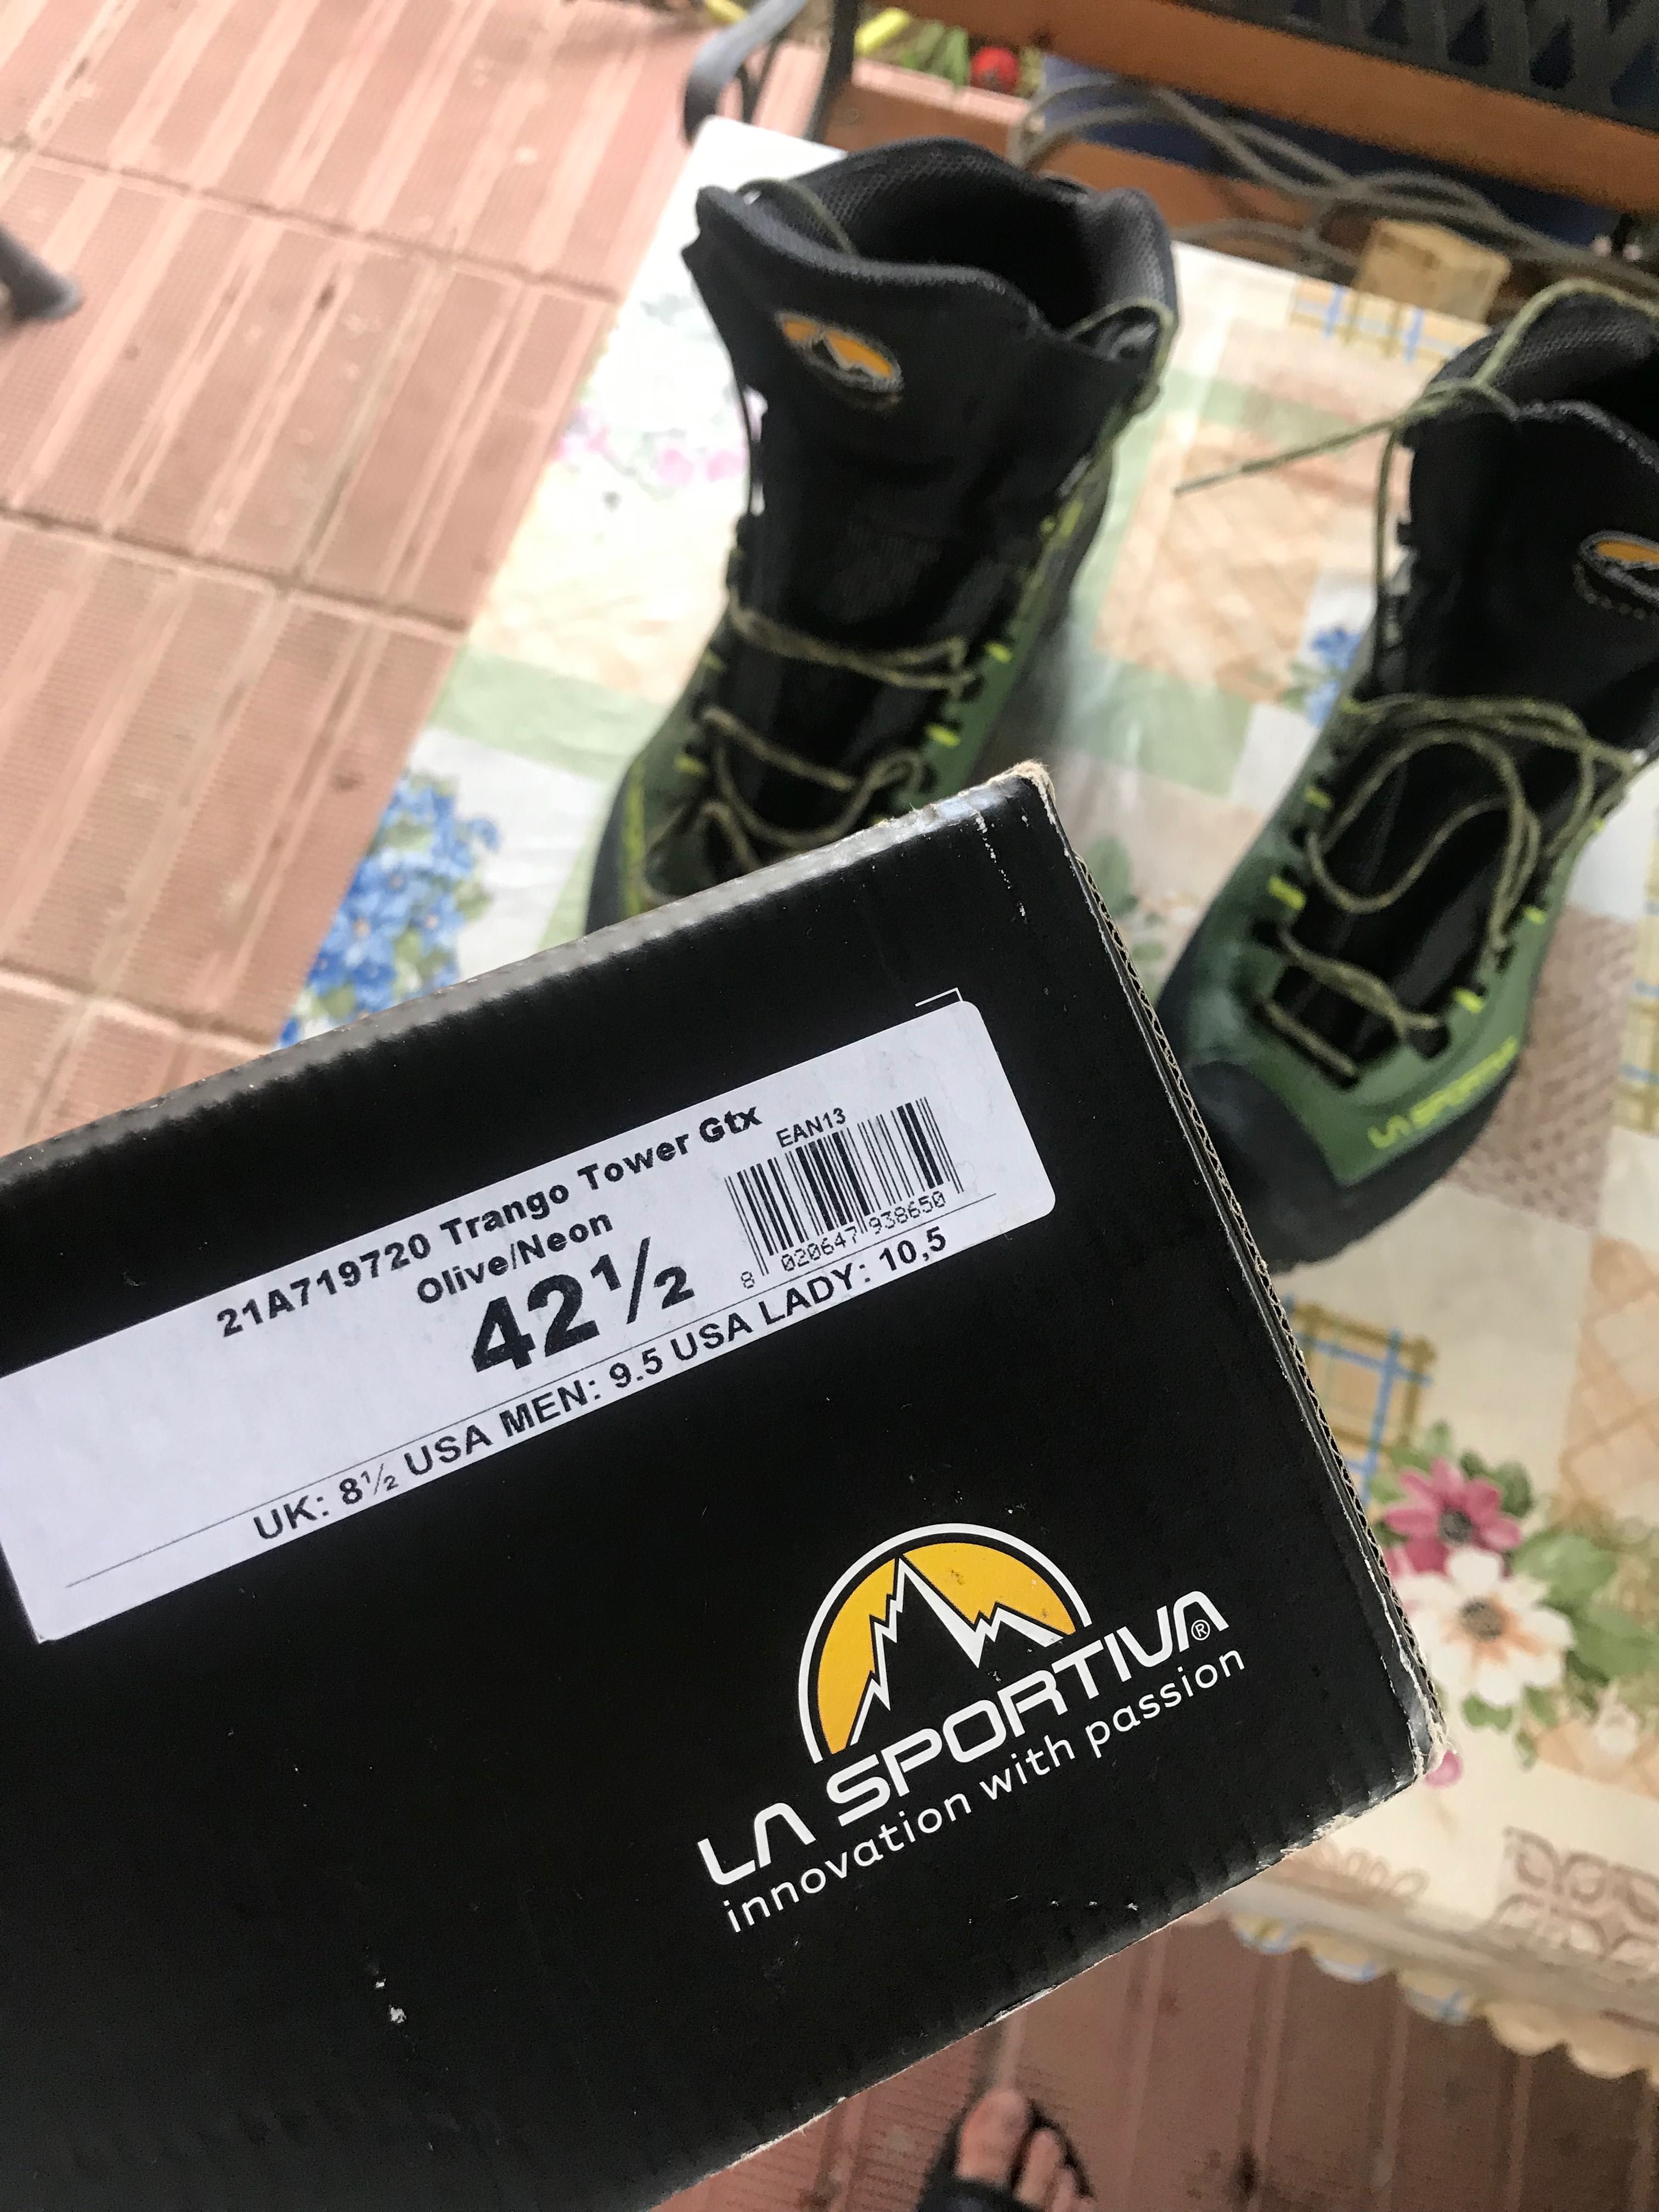 LA SPORTIVA
21A719720 Trango Tower Gtx
Olive/Neon
EAN13
42½
8 020647 938650
UK: 8½ USA MEN: 9.5 USA LADY: 10,5
LA SPORTIVA®
innovation with passion